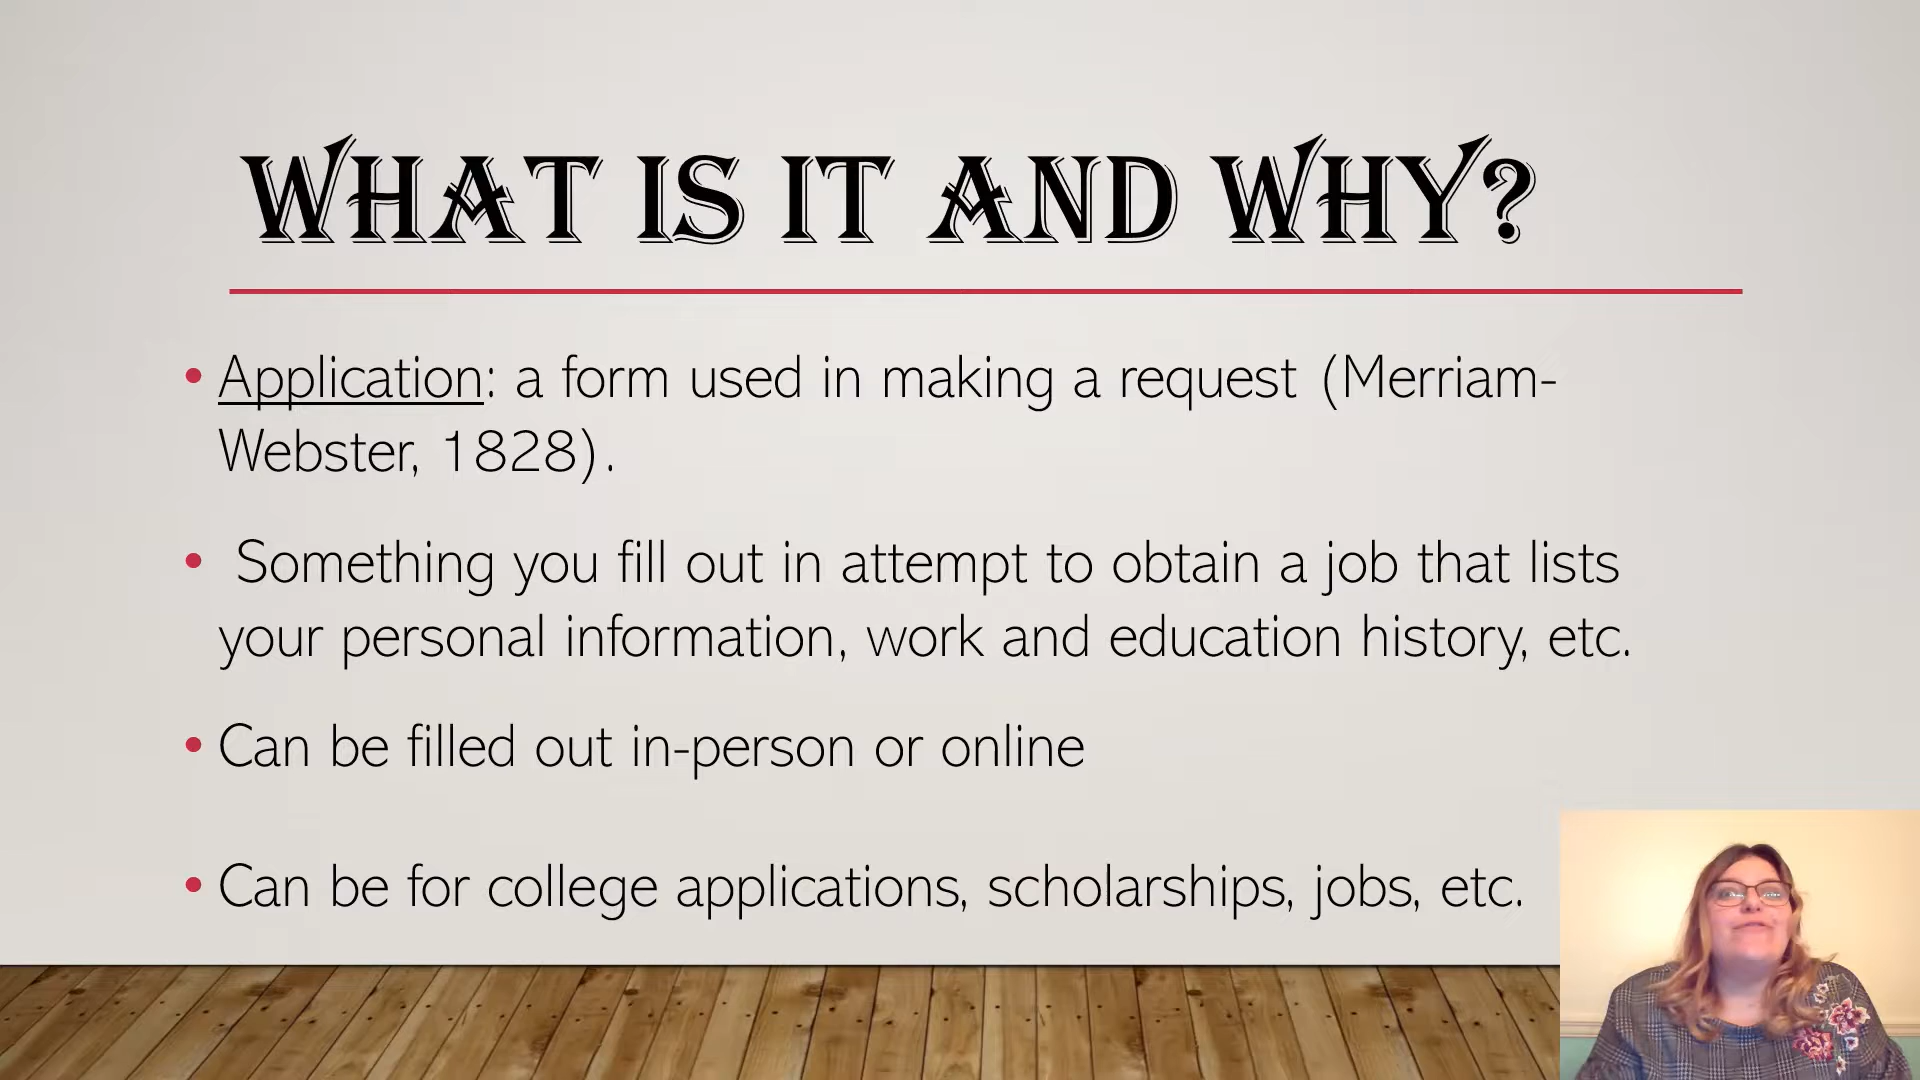 WHAT IS IT AND WHY?
• Application: a form used in making a request (Merriam-
Webster, 1828).
• Something you fill out in attempt to obtain a job that lists
your personal information, work and education history, etc.
• Can be filled out in-person or online
• Can be for college applications, scholarships, jobs, etc.